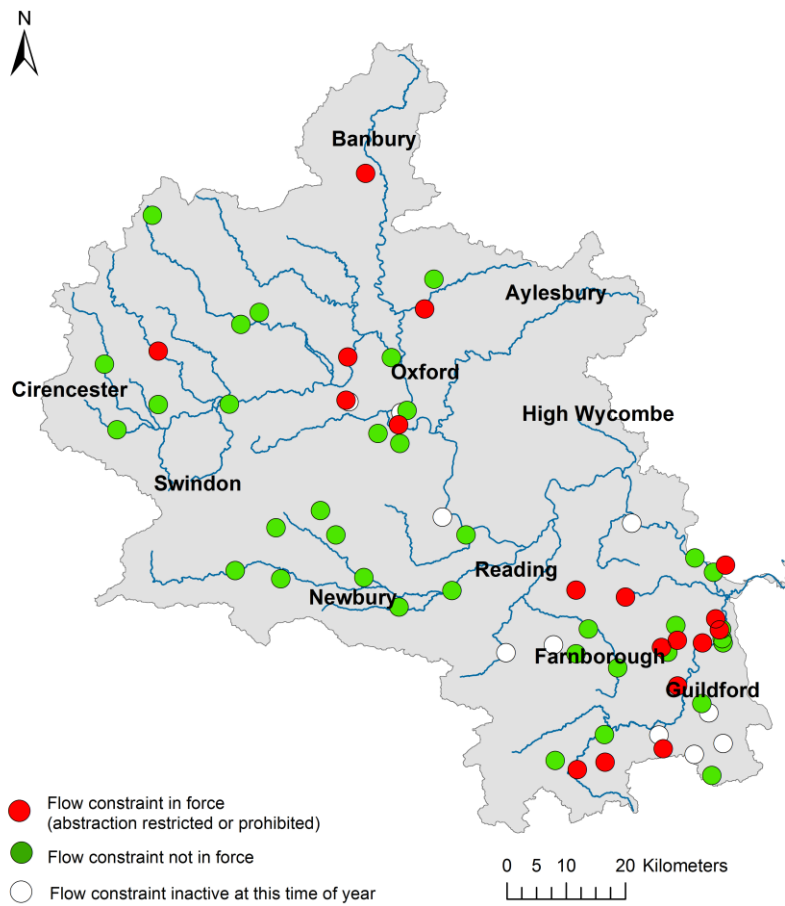 N
Banbury
Aylesbury
Oxford
Cirencester
High Wycombe
Swindon
Reading
Newbury
Farnborough
Guildford
Flow constraint in force
(abstraction restricted or prohibited)
Flow constraint not in force
Flow constraint inactive at this time of year
0 5 10 20 Kilometers